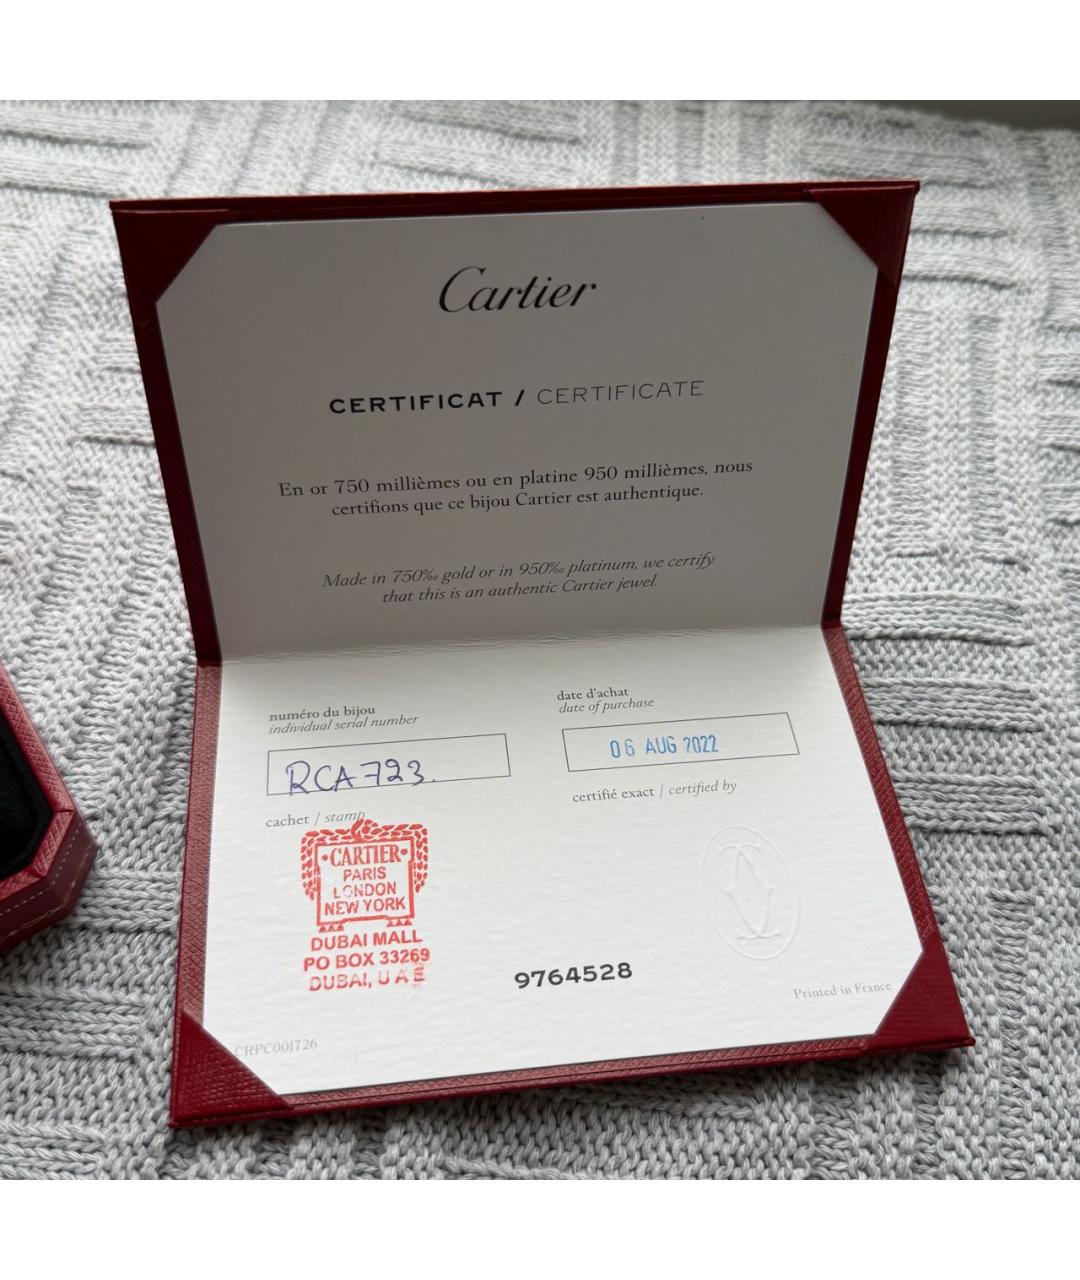 Cartier
CERTIFICAT / CERTIFICATE
En or 750 millièmes ou en platine 950 millièmes, nous
certifions que ce bijou Cartier est authentique.
Made in 750‰ gold or in 950‰ platinum, we certify
that this is an authentic Cartier jewel.
numéro du bijou
individual serial number
RCA723.
date d'achat
date of purchase
06 AUG 2022
cachet / stamp
certifié exact / certified by
·CARTIER·
PARIS
LONDON
NEW YORK
DUBAI MALL
PO BOX 33269
DUBAI, U A E
9764528
Printed in France
CRPC001726